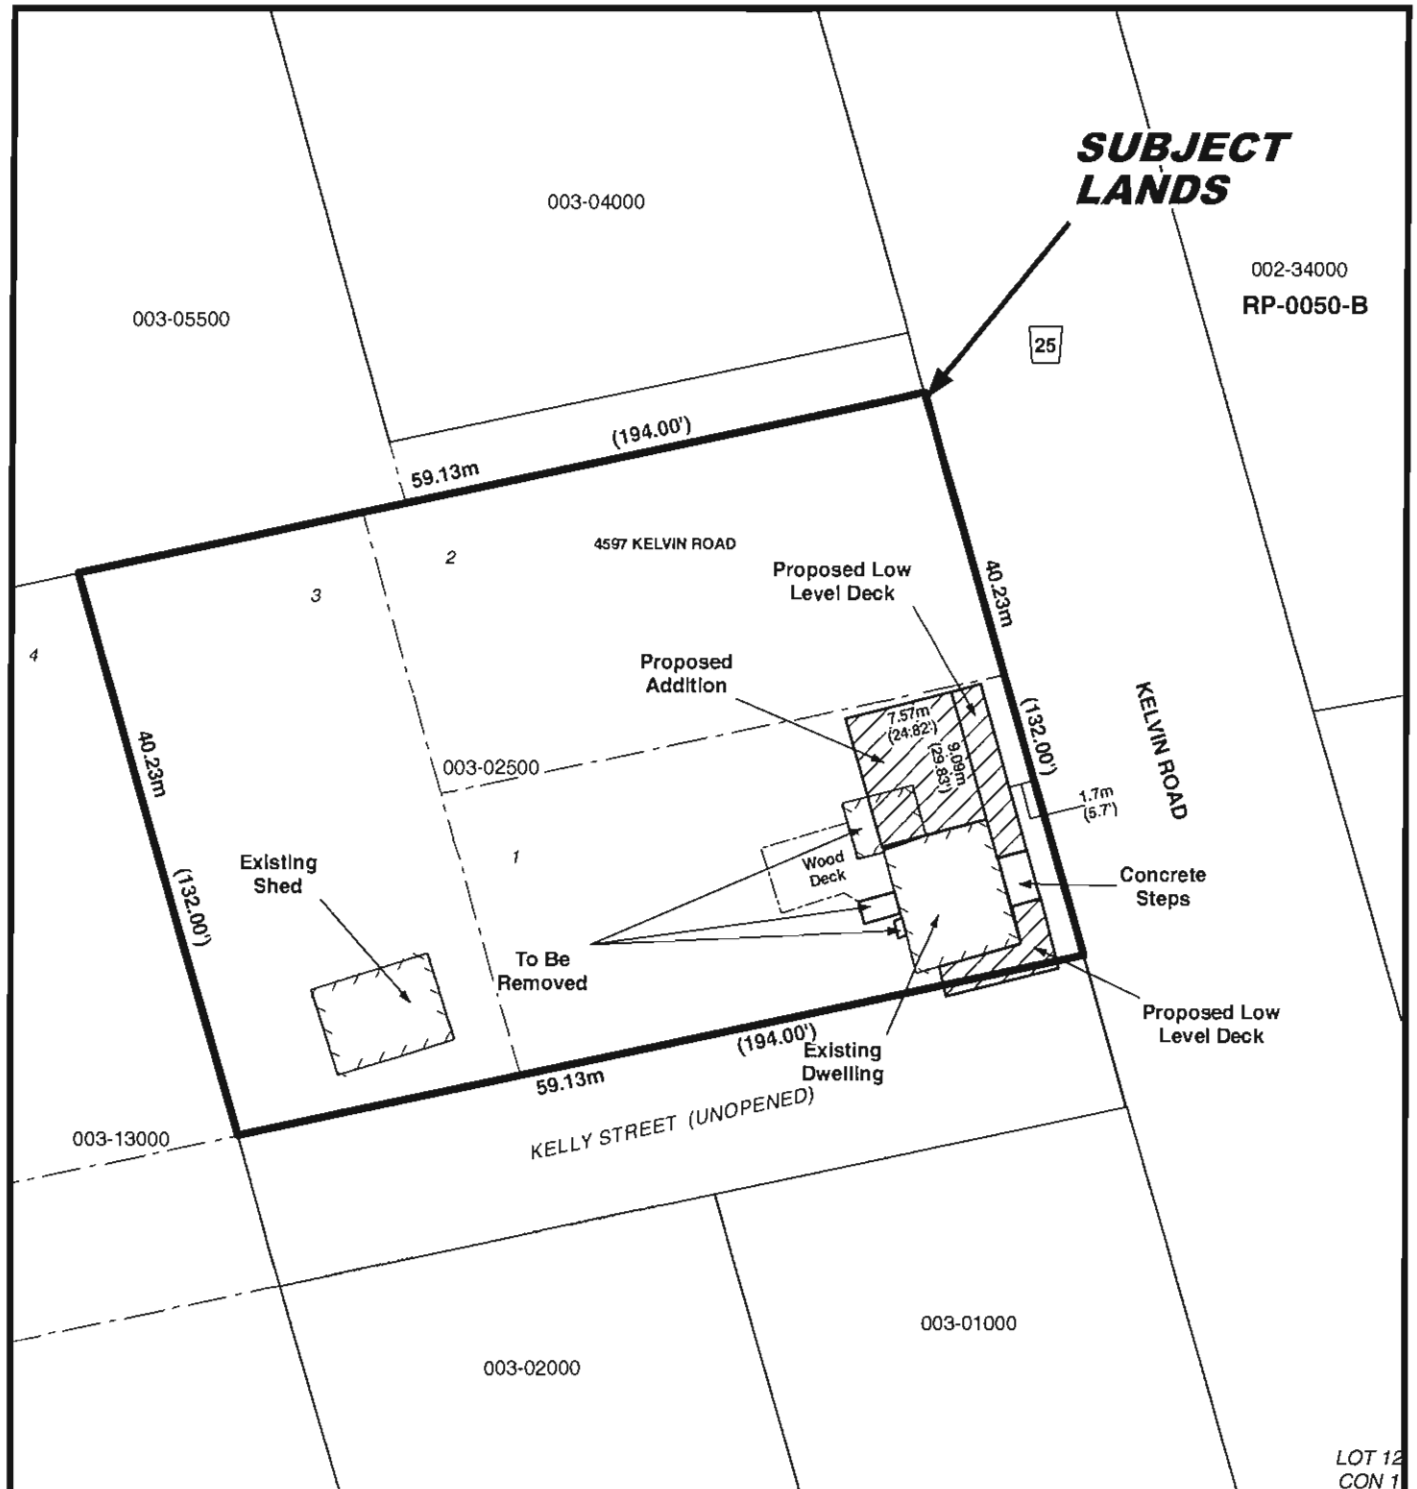 SUBJECT
LANDS
003-04000
002-34000
RP-0050-B
003-05500
25
(194.00')
59.13m
2
4597 KELVIN ROAD
3
Proposed Low
Level Deck
40.23m
4
Proposed
Addition
KELVIN ROAD
7.57m
(24.82')
9.09m
(29.83')
(132.00')
40.23m
003-02500
1.7m
(5.7')
1
Existing
Shed
Wood
Deck
Concrete
Steps
(132.00')
To Be
Removed
Proposed Low
Level Deck
(194.00')
Existing
Dwelling
59.13m
KELLY STREET (UNOPENED)
003-13000
003-01000
003-02000
LOT 12
CON 1